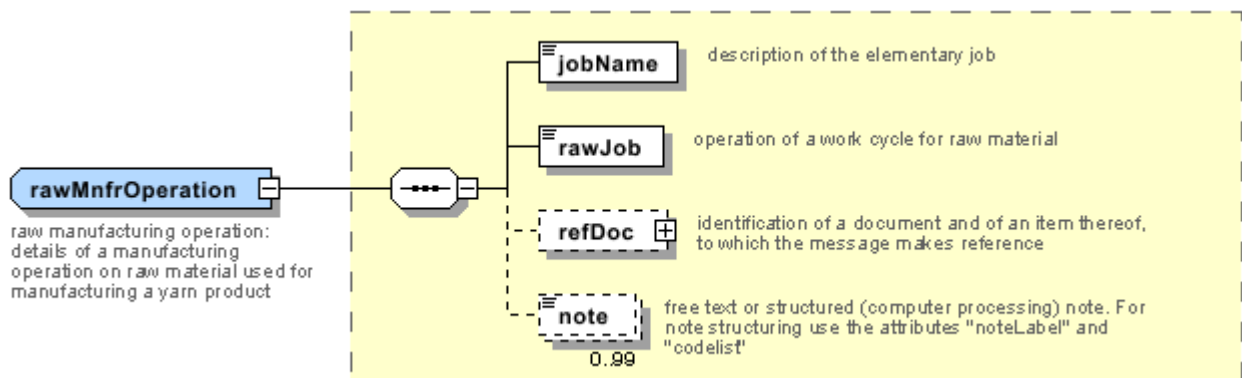 jobName
description of the elementary job
rawJob
operation of a work cycle for raw material
rawMnfrOperation
raw manufacturing operation:
details of a manufacturing
operation on raw material used for
manufacturing a yarn product
refDoc
identification of a document and of an item thereof,
to which the message makes reference
note
free text or structured (computer processing) note. For
note structuring use the attributes "noteLabel" and
"codelist"
0..99